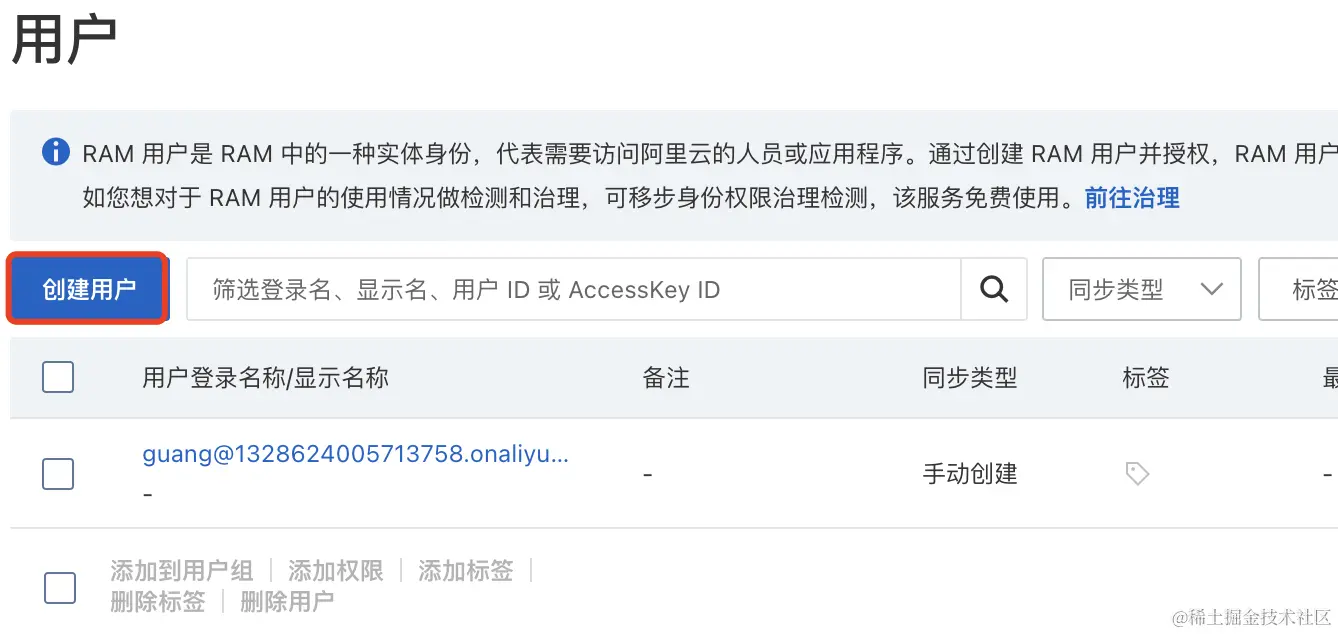 用户
RAM 用户是 RAM 中的一种实体身份，代表需要访问阿里云的人员或应用程序。通过创建 RAM 用户并授权，RAM 用户
如您想对于 RAM 用户的使用情况做检测和治理，可移步身份权限治理检测，该服务免费使用。前往治理
创建用户 筛选登录名、显示名、用户 ID 或 AccessKey ID 同步类型 标签
用户登录名称/显示名称 备注 同步类型 标签 最
guang@1328624005713758.onaliyu...
- 手动创建 -
-
添加到用户组 | 添加权限 | 添加标签 |
删除标签 | 删除用户
@稀土掘金技术社区